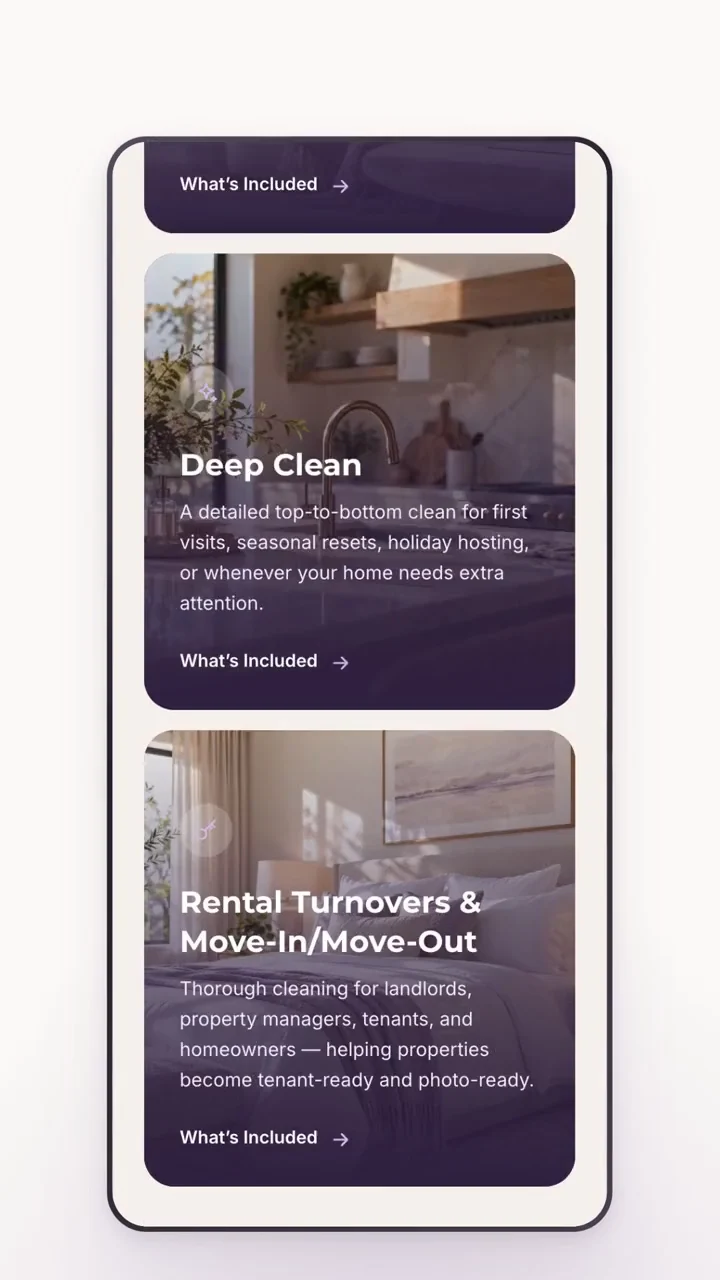 What's Included →
Deep Clean
A detailed top-to-bottom clean for first
visits, seasonal resets, holiday hosting,
or whenever your home needs extra
attention.
What's Included →
Rental Turnovers &
Move-In/Move-Out
Thorough cleaning for landlords,
property managers, tenants, and
homeowners — helping properties
become tenant-ready and photo-ready.
What's Included →